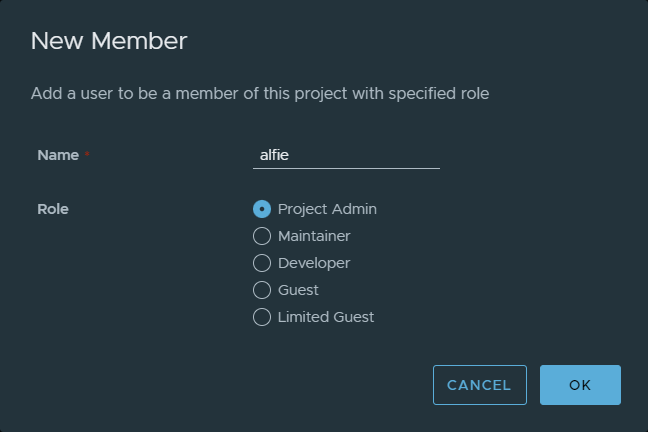 New Member
Add a user to be a member of this project with specified role
Name * alfie
Role Project Admin
Maintainer
Developer
Guest
Limited Guest
CANCEL OK